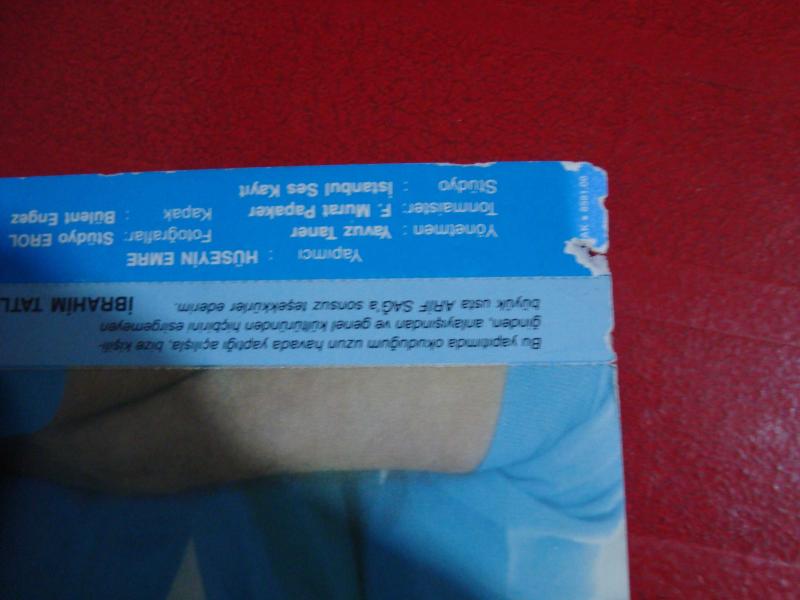 Bu yapıtımda okuduğum uzun havada yaptığı açılışla, bize kişili-
ğinden, anlayışından ve genel kültüründen hiçbirini esirgemeyen
büyük usta ARİF SAĞ'a sonsuz teşekkürler ederim.
İBRAHİM TATL
Yapımcı : HÜSEYİN EMRE
Yönetmen : Yavuz Taner Fotoğraflar: Stüdyo EROL
Tonmaister: F. Murat Papaker Kapak : Bülent Engez
Stüdyo : İstanbul Ses Kayıt